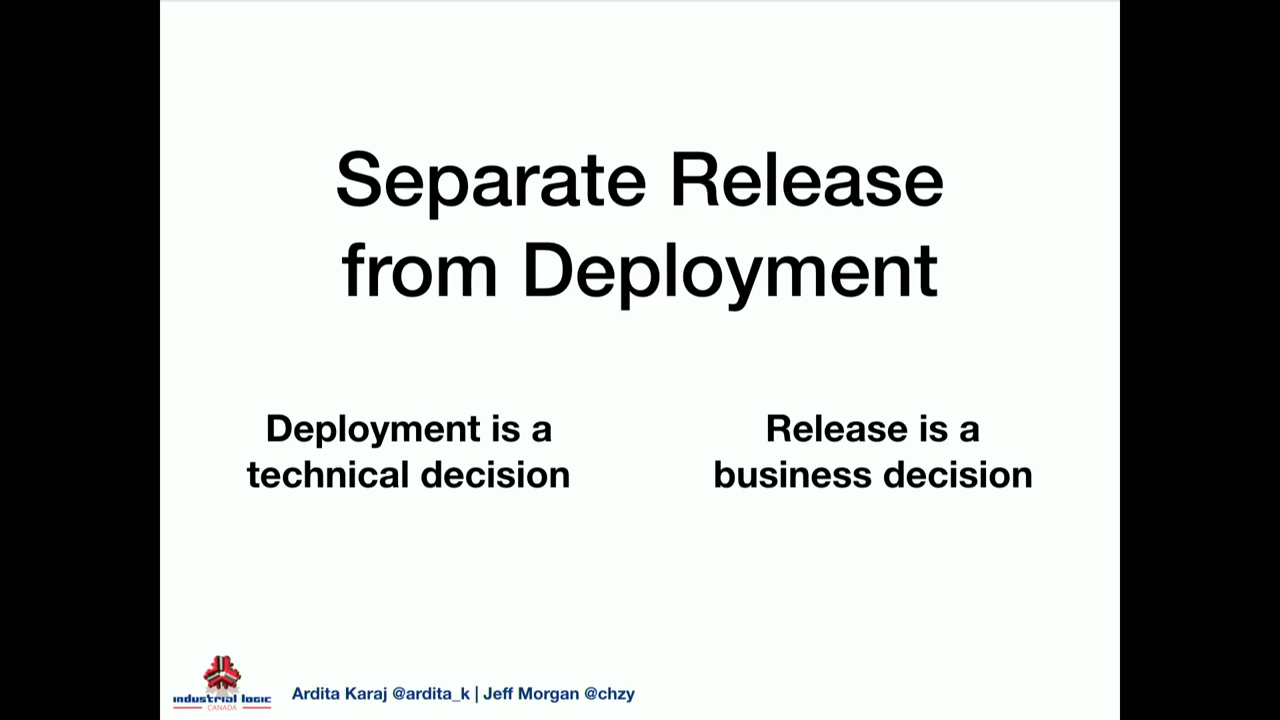 Separate Release
from Deployment
Deployment is a
technical decision
Release is a
business decision
industrial logic
CANADA
Ardita Karaj @ardita_k | Jeff Morgan @chzy